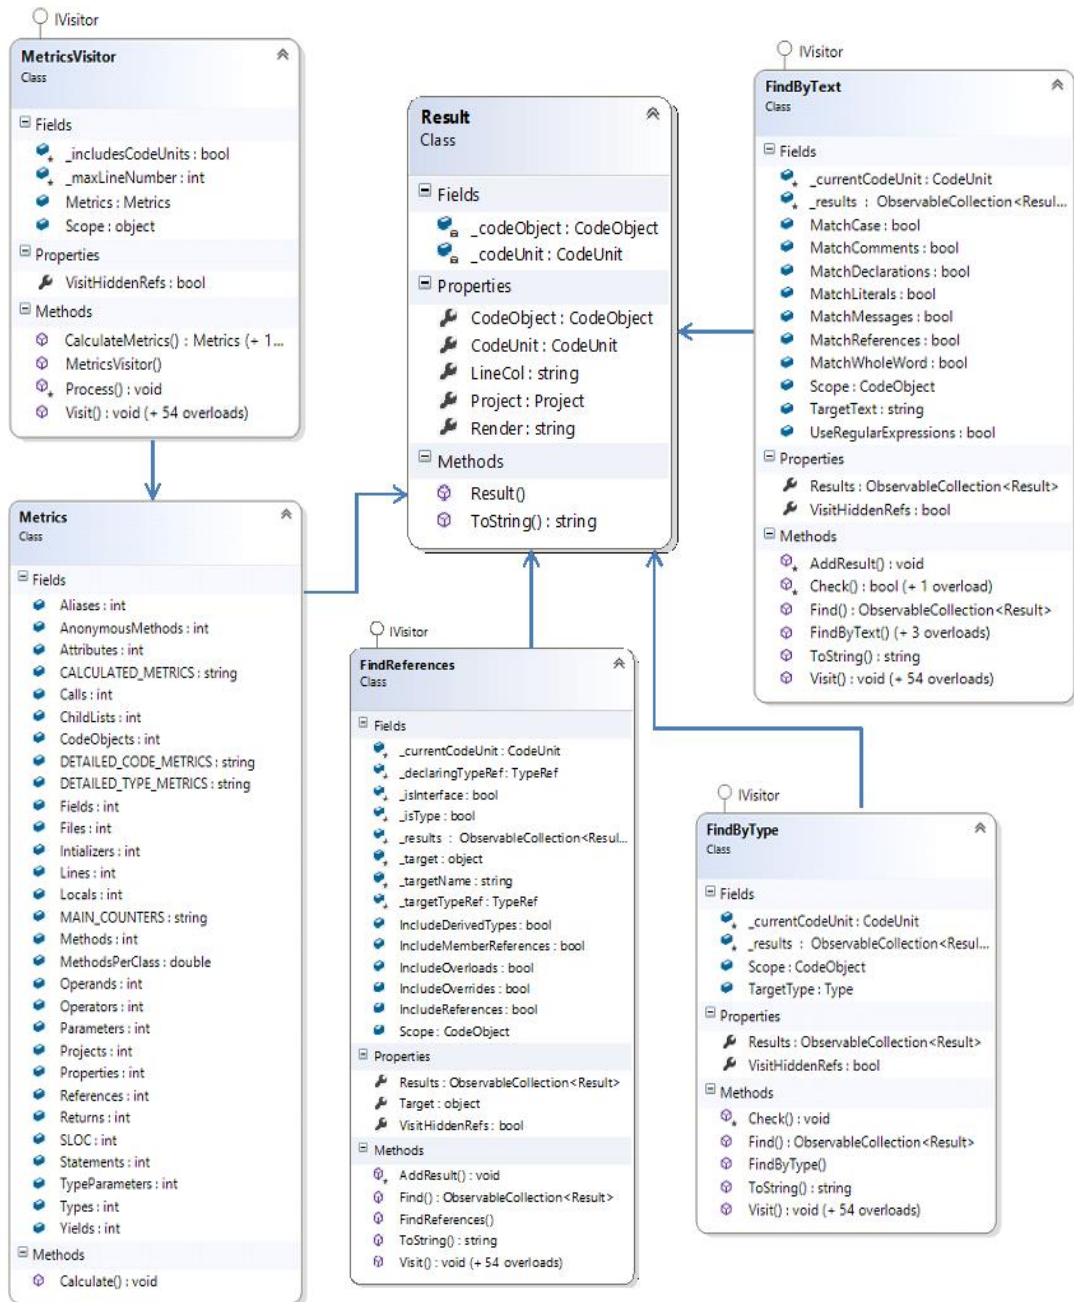 IVisitor
MetricsVisitor
Class
Fields
_includesCodeUnits : bool
_maxLineNumber : int
Metrics : Metrics
Scope : object
Properties
VisitHiddenRefs : bool
Methods
CalculateMetrics() : Metrics (+ 1...
MetricsVisitor()
Process() : void
Visit() : void (+ 54 overloads)
Result
Class
Fields
_codeObject : CodeObject
_codeUnit : CodeUnit
Properties
CodeObject : CodeObject
CodeUnit : CodeUnit
LineCol : string
Project : Project
Render : string
Methods
Result()
ToString() : string
IVisitor
FindByText
Class
Fields
_currentCodeUnit : CodeUnit
_results : ObservableCollection<Resul...
MatchCase : bool
MatchComments : bool
MatchDeclarations : bool
MatchLiterals : bool
MatchMessages : bool
MatchReferences : bool
MatchWholeWord : bool
Scope : CodeObject
TargetText : string
UseRegularExpressions : bool
Properties
Results : ObservableCollection<Result>
VisitHiddenRefs : bool
Methods
AddResult() : void
Check() : bool (+ 1 overload)
Find() : ObservableCollection<Result>
FindByText() (+ 3 overloads)
ToString() : string
Visit() : void (+ 54 overloads)
Metrics
Class
Fields
Aliases : int
AnonymousMethods : int
Attributes : int
CALCULATED_METRICS : string
Calls : int
ChildLists : int
CodeObjects : int
DETAILED_CODE_METRICS : string
DETAILED_TYPE_METRICS : string
Fields : int
Files : int
Intializers : int
Lines : int
Locals : int
MAIN_COUNTERS : string
Methods : int
MethodsPerClass : double
Operands : int
Operators : int
Parameters : int
Projects : int
Properties : int
References : int
Returns : int
SLOC : int
Statements : int
TypeParameters : int
Types : int
Yields : int
Methods
Calculate() : void
IVisitor
FindReferences
Class
Fields
_currentCodeUnit : CodeUnit
_declaringTypeRef : TypeRef
_isInterface : bool
_isType : bool
_results : ObservableCollection<Resul...
_target : object
_targetName : string
_targetTypeRef : TypeRef
IncludeDerivedTypes : bool
IncludeMemberReferences : bool
IncludeOverloads : bool
IncludeOverrides : bool
IncludeReferences : bool
Scope : CodeObject
Properties
Results : ObservableCollection<Result>
Target : object
VisitHiddenRefs : bool
Methods
AddResult() : void
Find() : ObservableCollection<Result>
FindReferences()
ToString() : string
Visit() : void (+ 54 overloads)
IVisitor
FindByType
Class
Fields
_currentCodeUnit : CodeUnit
_results : ObservableCollection<Resul...
Scope : CodeObject
TargetType : Type
Properties
Results : ObservableCollection<Result>
VisitHiddenRefs : bool
Methods
Check() : void
Find() : ObservableCollection<Result>
FindByType()
ToString() : string
Visit() : void (+ 54 overloads)